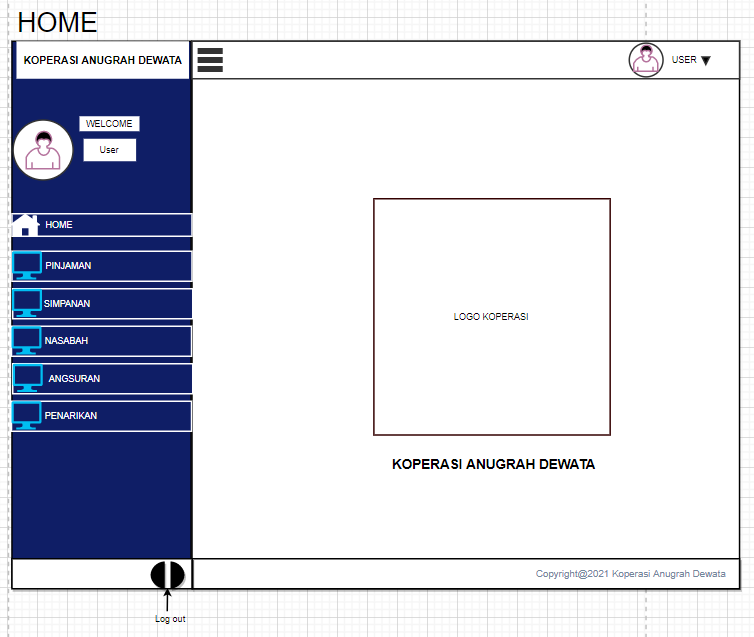 HOME
KOPERASI ANUGRAH DEWATA
USER
WELCOME
User
HOME
PINJAMAN
SIMPANAN
NASABAH
ANGSURAN
PENARIKAN
LOGO KOPERASI
KOPERASI ANUGRAH DEWATA
Copyright@2021 Koperasi Anugrah Dewata
Log out